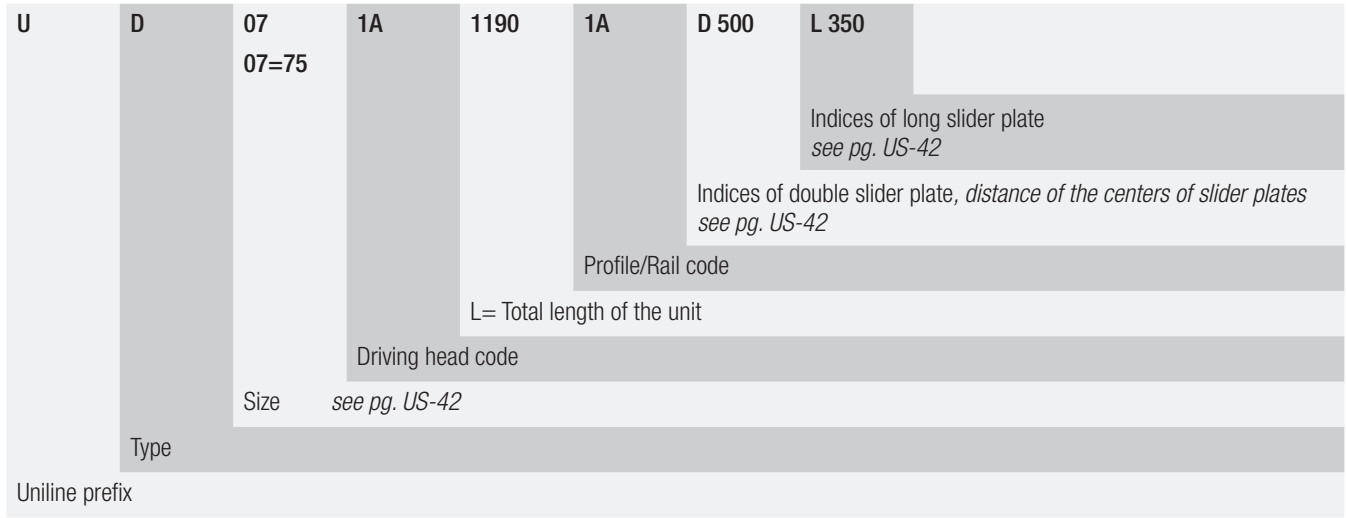 U D 07 1A 1190 1A D 500 L 350
07=75
Indices of long slider plate
see pg. US-42
Indices of double slider plate, distance of the centers of slider plates
see pg. US-42
Profile/Rail code
L= Total length of the unit
Driving head code
Size see pg. US-42
Type
Uniline prefix